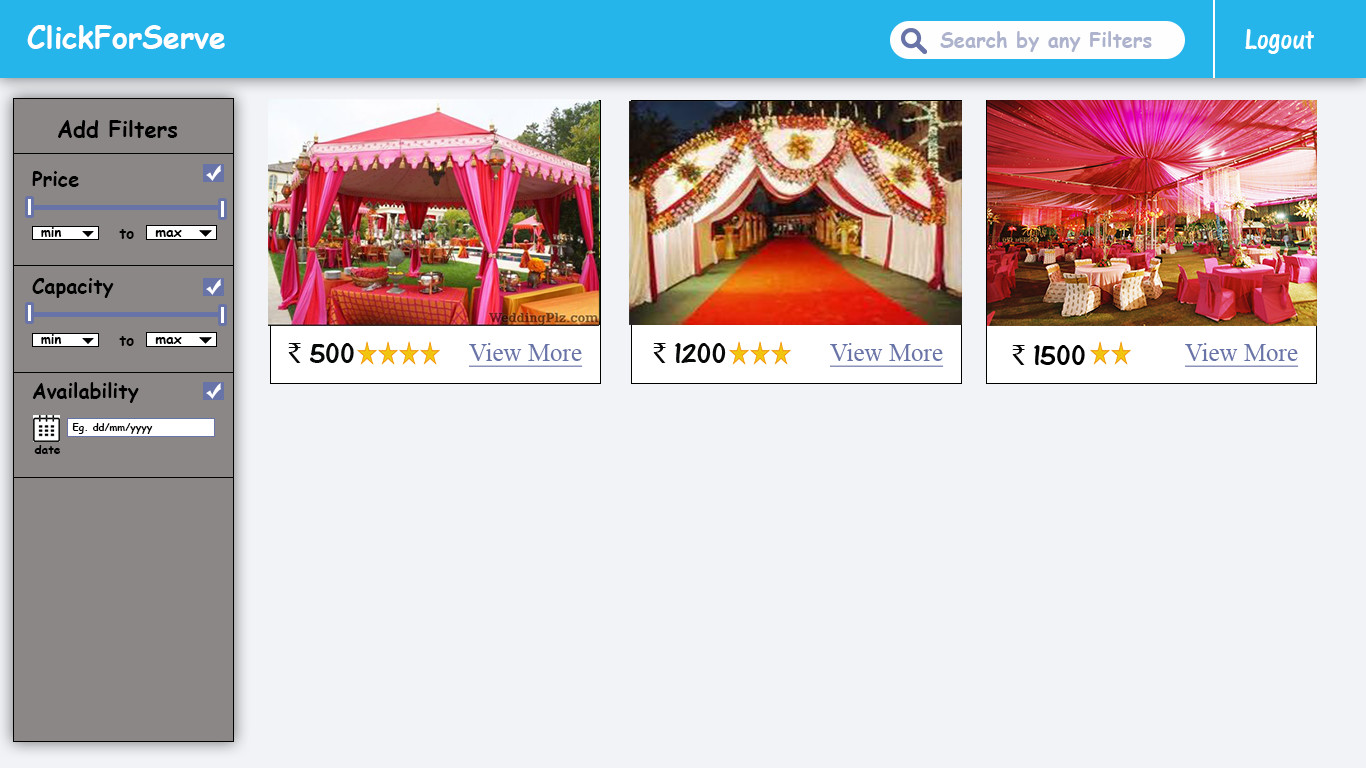 ClickForServe
Search by any Filters
Logout
Add Filters
Price
min to max
Capacity
min to max
Availability
Eg. dd/mm/yyyy
date
WeddingPlz.com
₹ 500 View More
₹ 1200 View More
₹ 1500 View More